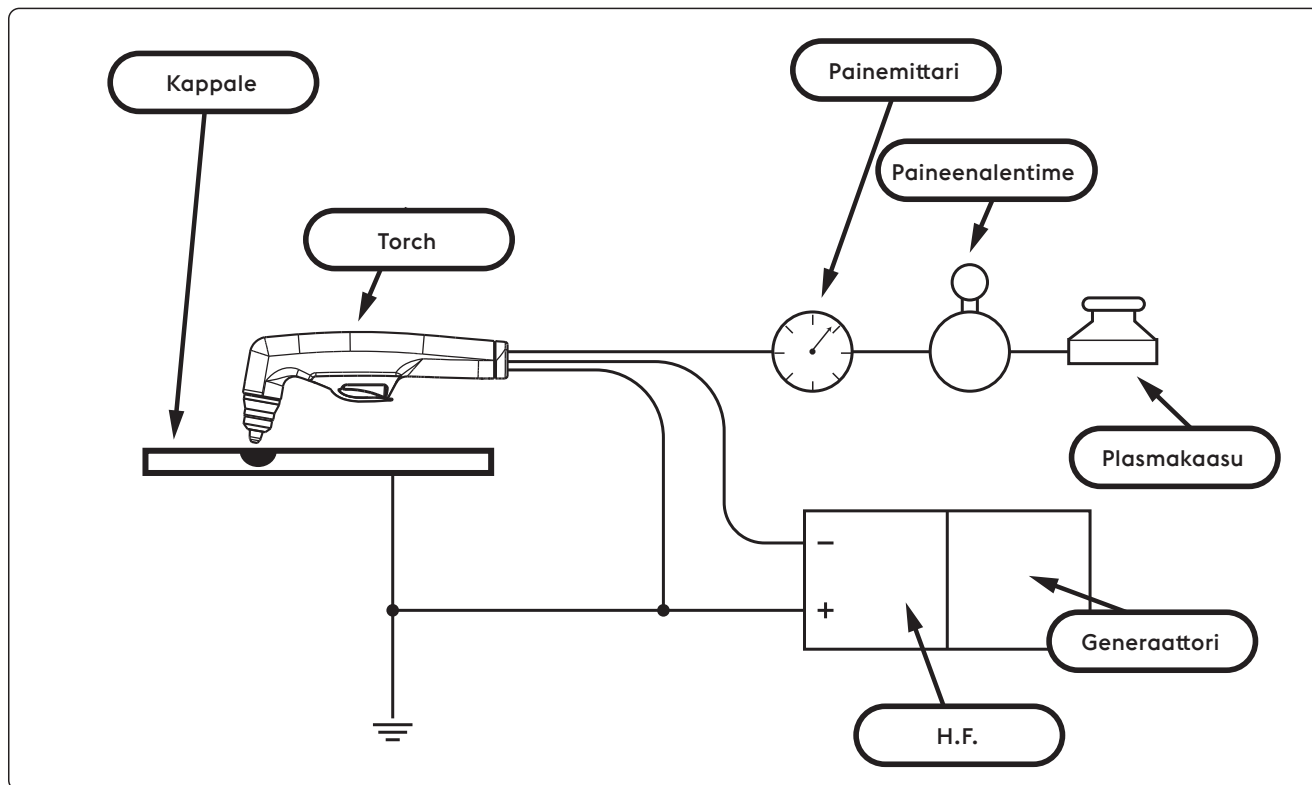 Painemittari
Kappale
Paineenalentime
Torch
Plasmakaasu
−
+
Generaattori
H.F.